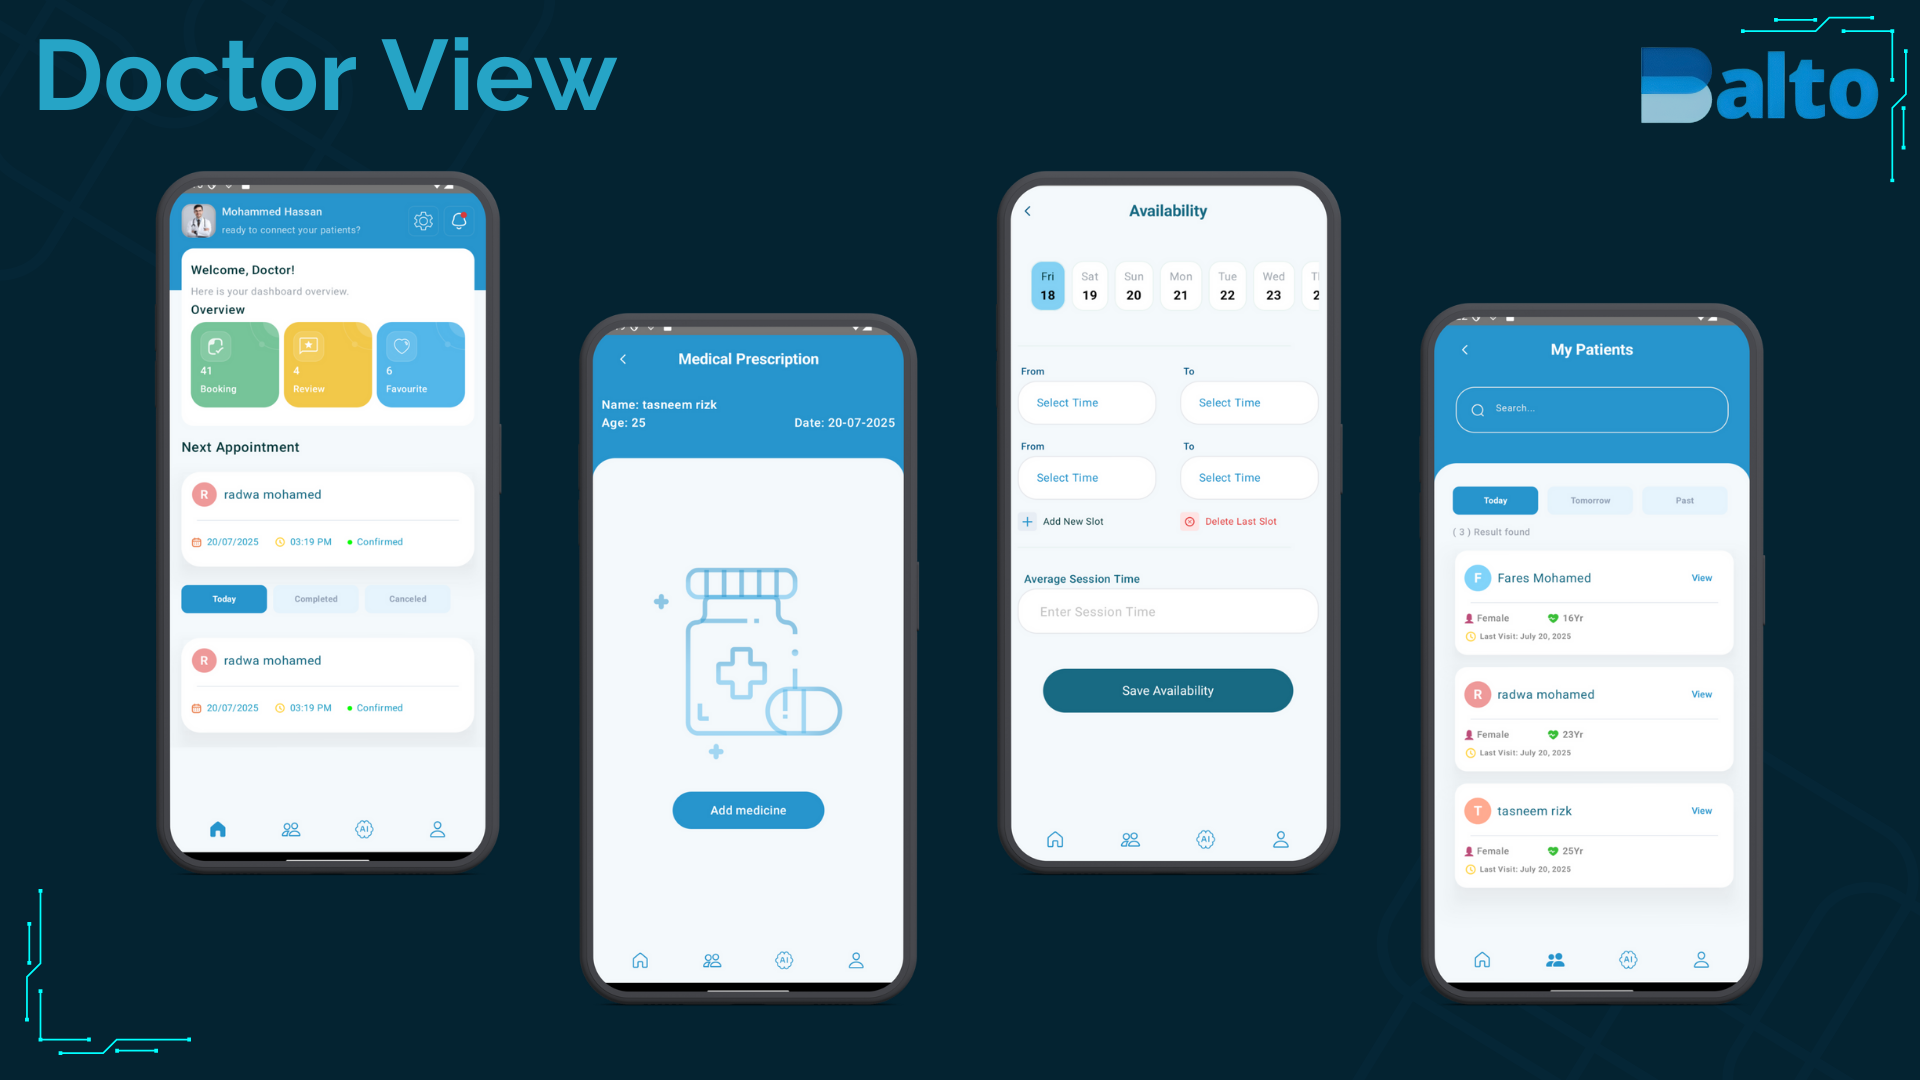 Doctor View
Balto
Mohammed Hassan
ready to connect your patients?
Welcome, Doctor!
Here is your dashboard overview.
Overview
41
Booking
4
Review
6
Favourite
Next Appointment
R radwa mohamed
20/07/2025 03:19 PM Confirmed
Today Completed Canceled
R radwa mohamed
20/07/2025 03:19 PM Confirmed
AI
Medical Prescription
Name: tasneem rizk
Age: 25 Date: 20-07-2025
Add medicine
AI
Availability
Fri Sat Sun Mon Tue Wed
18 19 20 21 22 23 2
From To
Select Time Select Time
From To
Select Time Select Time
Add New Slot Delete Last Slot
Average Session Time
Enter Session Time
Save Availability
AI
My Patients
Search...
Today Tomorrow Past
( 3 ) Result found
F Fares Mohamed View
Female 16Yr
Last Visit: July 20, 2025
R radwa mohamed View
Female 23Yr
Last Visit: July 20, 2025
T tasneem rizk View
Female 25Yr
Last Visit: July 20, 2025
AI